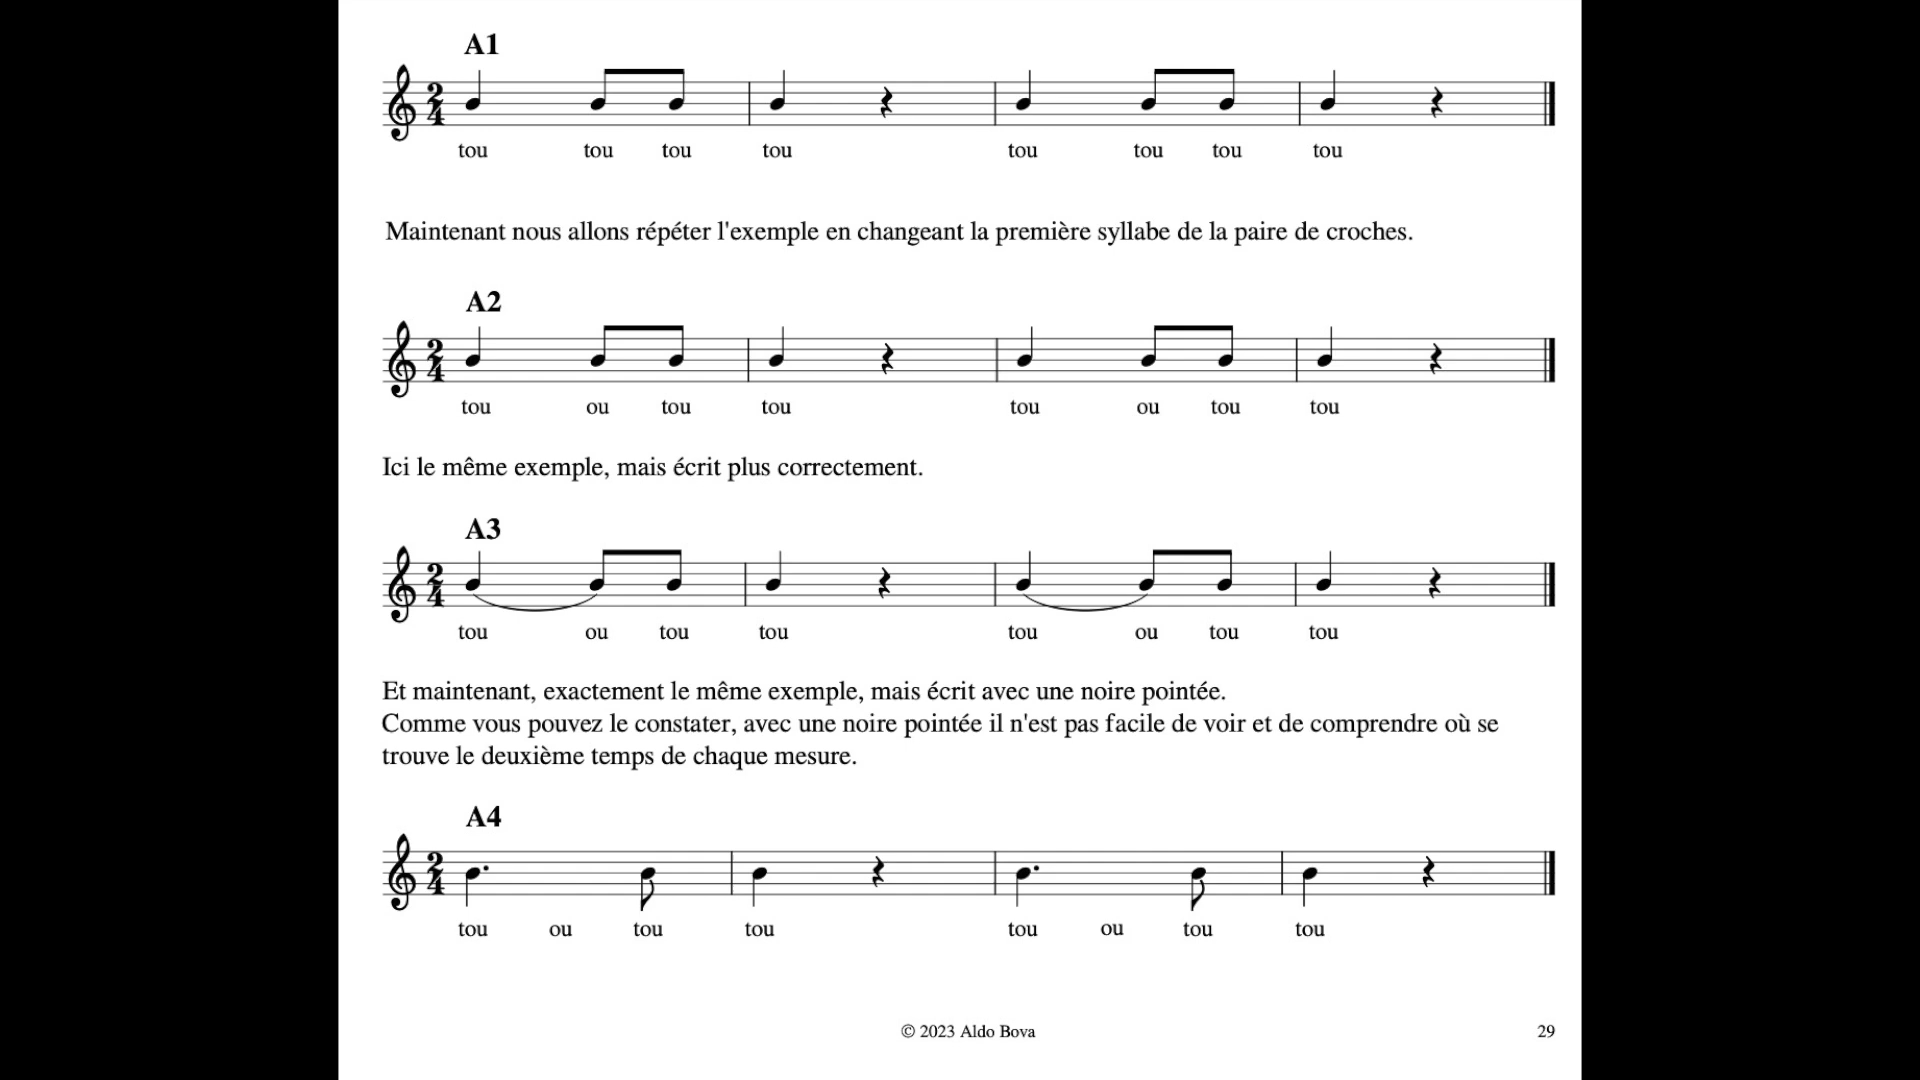 A1
2
4
tou tou tou tou tou tou tou tou
Maintenant nous allons répéter l'exemple en changeant la première syllabe de la paire de croches.
A2
2
4
tou ou tou tou tou ou tou tou
Ici le même exemple, mais écrit plus correctement.
A3
2
4
tou ou tou tou tou ou tou tou
Et maintenant, exactement le même exemple, mais écrit avec une noire pointée.
Comme vous pouvez le constater, avec une noire pointée il n'est pas facile de voir et de comprendre où se
trouve le deuxième temps de chaque mesure.
A4
2
4
tou ou tou tou tou ou tou tou
© 2023 Aldo Bova 29